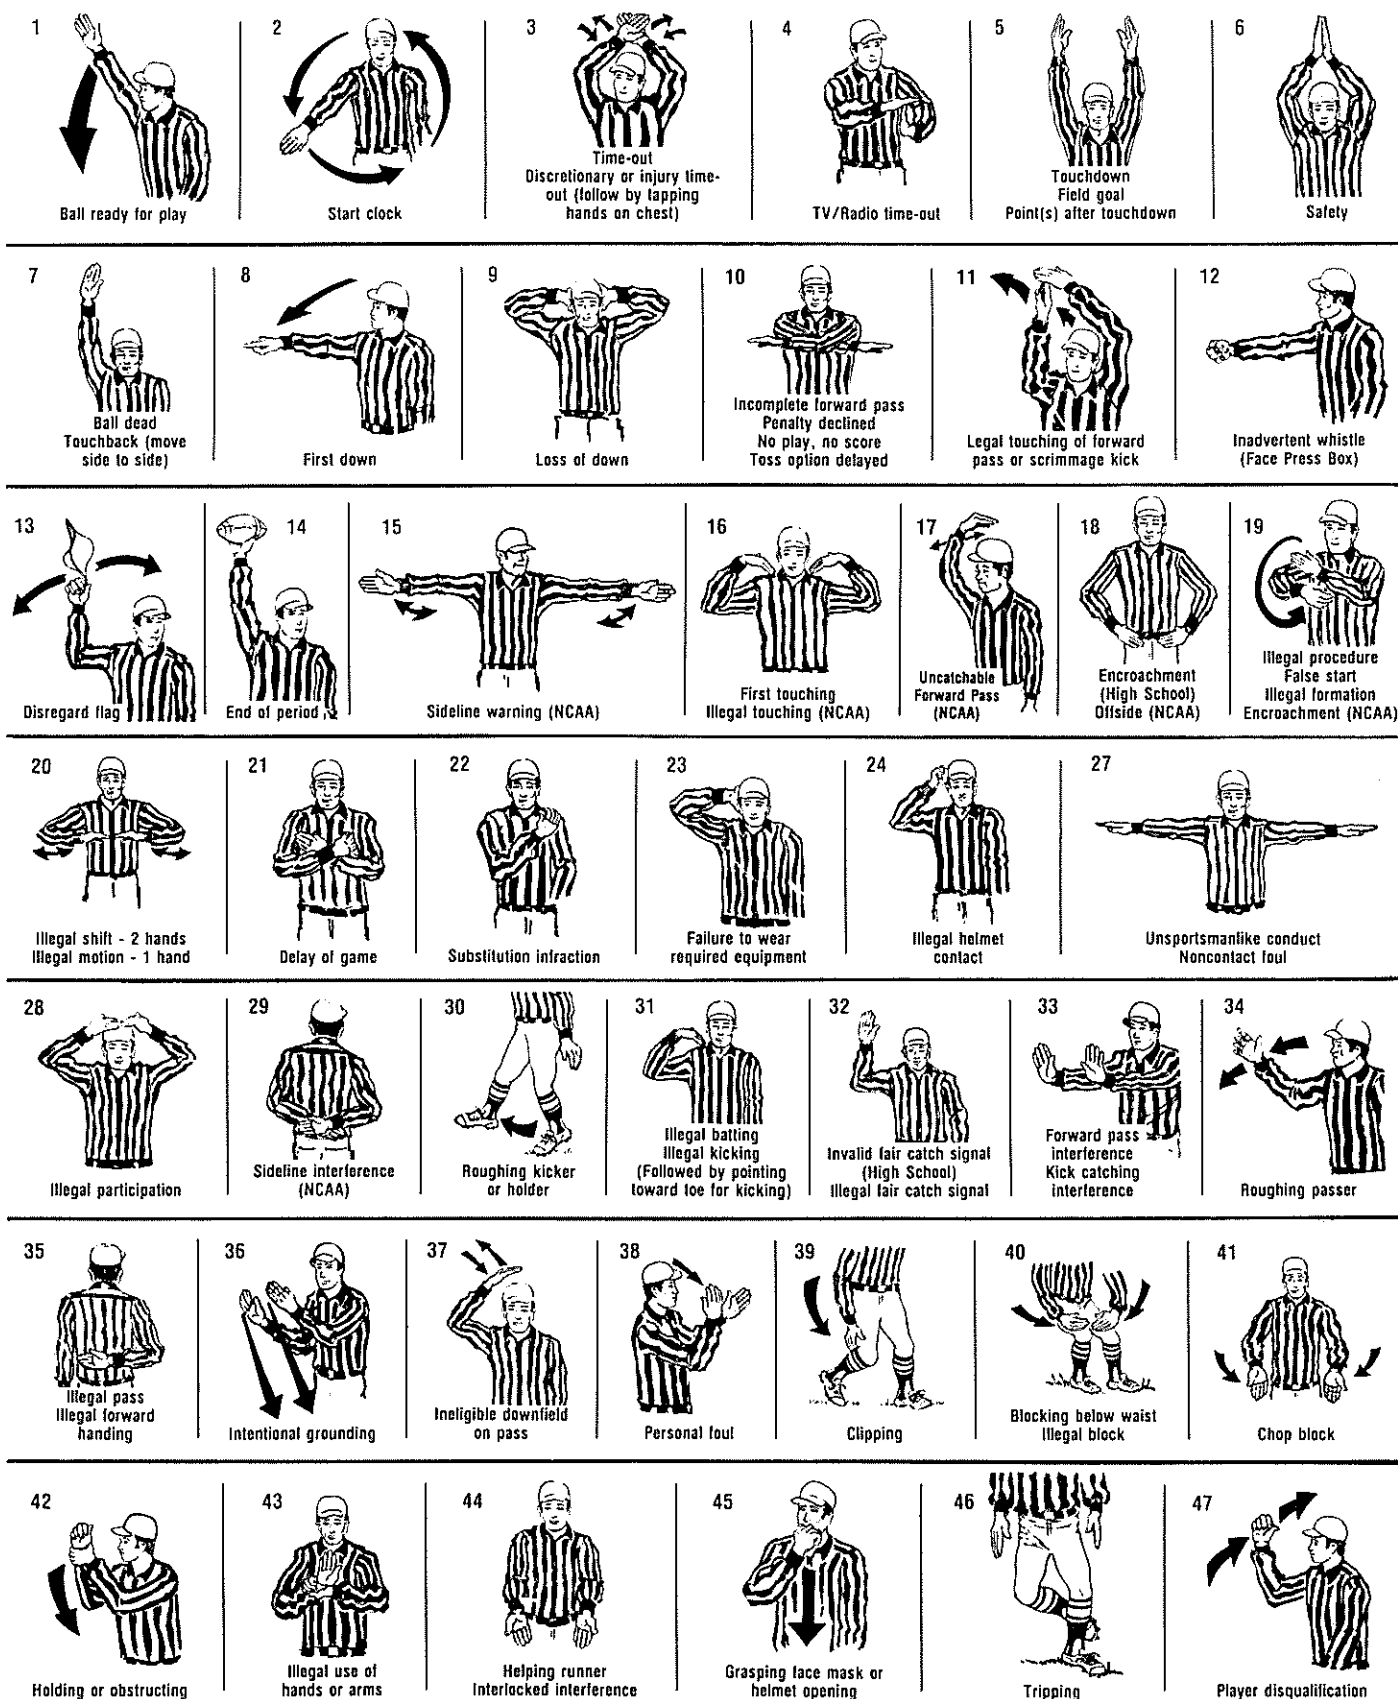 1
Ball ready for play
2
Start clock
3
Time-out
Discretionary or injury time-
out (follow by tapping
hands on chest)
4
TV/Radio time-out
5
Touchdown
Field goal
Point(s) after touchdown
6
Safety
7
Ball dead
Touchback (move
side to side)
8
First down
9
Loss of down
10
Incomplete forward pass
Penalty declined
No play, no score
Toss option delayed
11
Legal touching of forward
pass or scrimmage kick
12
Inadvertent whistle
(Face Press Box)
13
Disregard flag
14
End of period
15
Sideline warning (NCAA)
16
First touching
Illegal touching (NCAA)
17
Uncatchable
Forward Pass
(NCAA)
18
Encroachment
(High School)
Offside (NCAA)
19
Illegal procedure
False start
Illegal formation
Encroachment (NCAA)
20
Illegal shift - 2 hands
Illegal motion - 1 hand
21
Delay of game
22
Substitution infraction
23
Failure to wear
required equipment
24
Illegal helmet
contact
27
Unsportsmanlike conduct
Noncontact foul
28
Illegal participation
29
Sideline interference
(NCAA)
30
Roughing kicker
or holder
31
Illegal batting
Illegal kicking
(Followed by pointing
toward toe for kicking)
32
Invalid fair catch signal
(High School)
Illegal fair catch signal
33
Forward pass
interference
Kick catching
interference
34
Roughing passer
35
Illegal pass
Illegal forward
handing
36
Intentional grounding
37
Ineligible downfield
on pass
38
Personal foul
39
Clipping
40
Blocking below waist
Illegal block
41
Chop block
42
Holding or obstructing
43
Illegal use of
hands or arms
44
Helping runner
Interlocked interference
45
Grasping face mask or
helmet opening
46
Tripping
47
Player disqualification